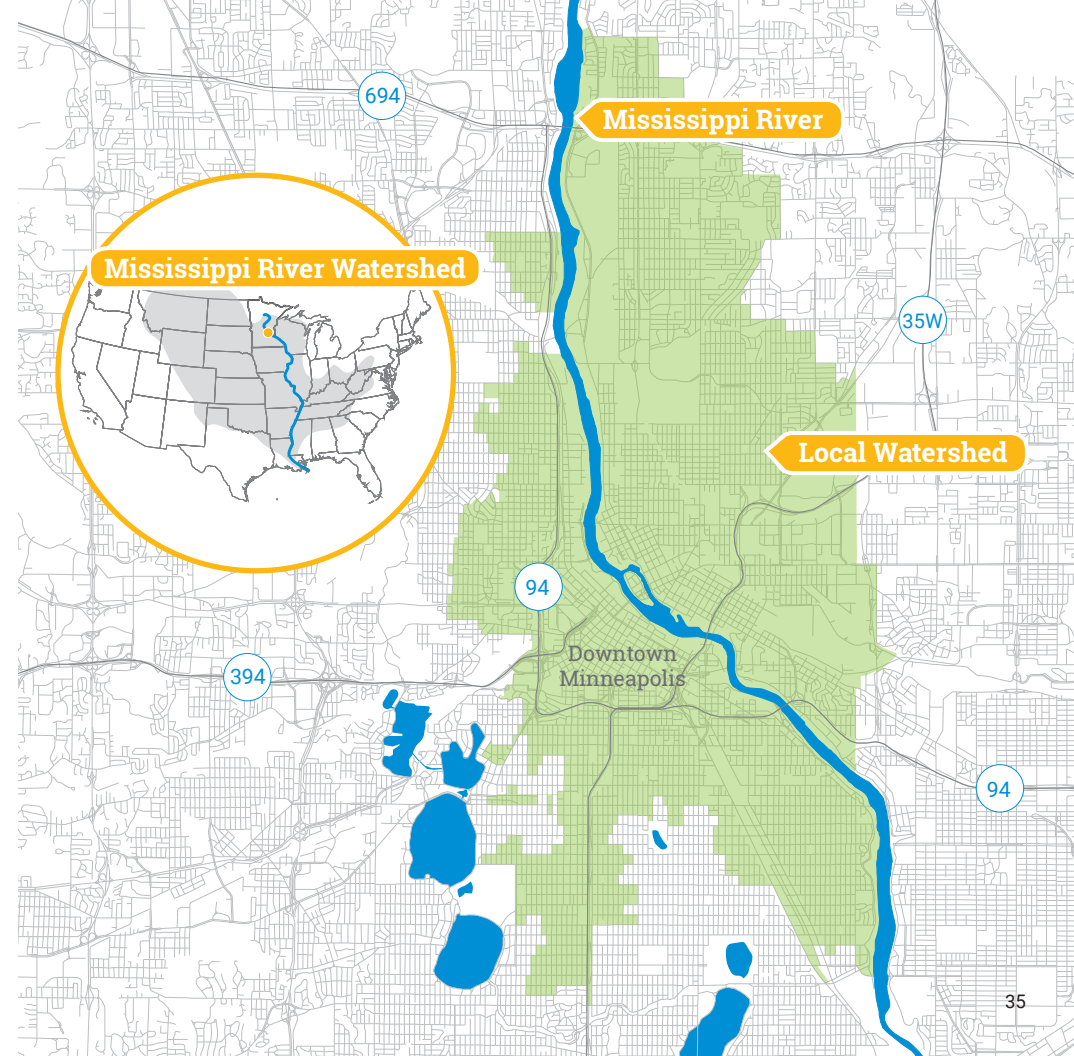 694
Mississippi River
Mississippi River Watershed
35W
Local Watershed
94
Downtown
Minneapolis
394
94
35